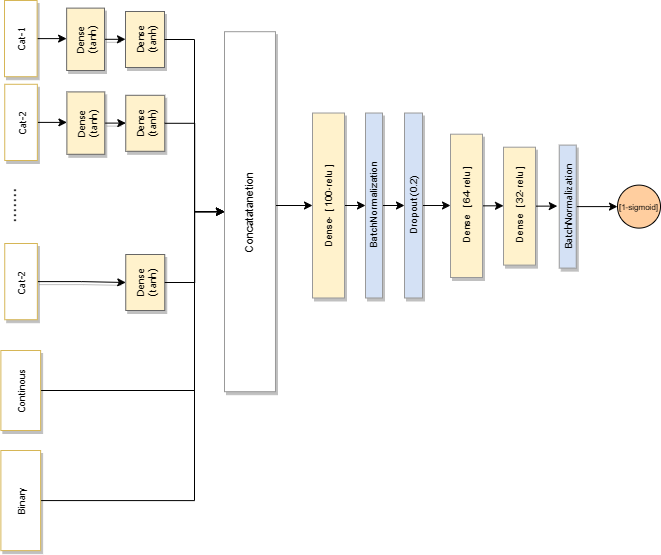 Cat-1
Dense
(tanh)
Dense
(tanh)
Cat-2
Dense
(tanh)
Dense
(tanh)
......
Cat-2
Dense
(tanh)
Continous
Binary
Concatatanetion
Dense- [100-relu]
BatchNormalization
Dropout(0.2)
Dense [64-relu]
Dense [32-relu]
BatchNormalization
[1-sigmoid]